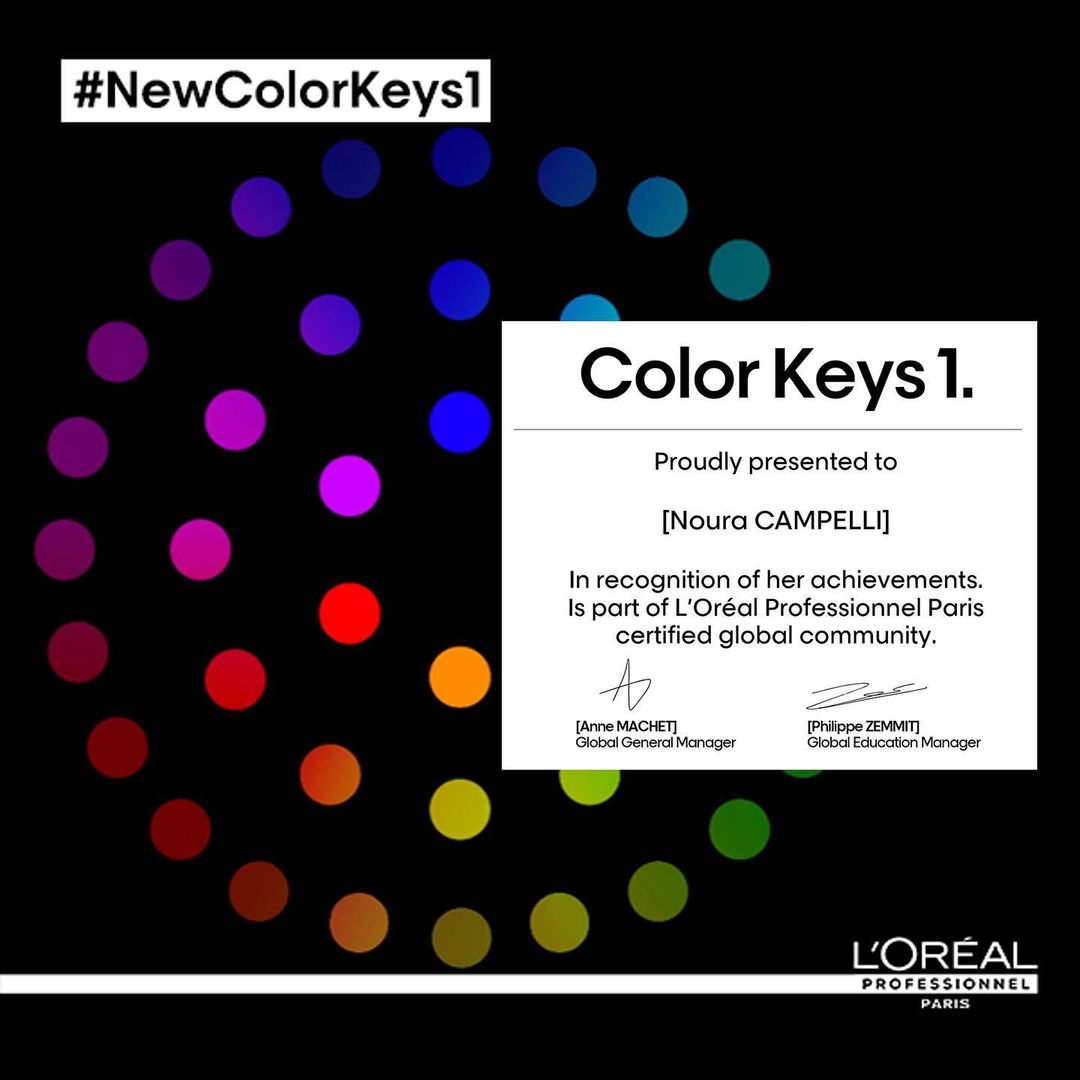 #NewColorKeys1
Color Keys 1.
Proudly presented to
[Noura CAMPELLI]
In recognition of her achievements.
Is part of L'Oréal Professionnel Paris
certified global community.
[Anne MACHET]
Global General Manager
[Philippe ZEMMIT]
Global Education Manager
L'ORÉAL
PROFESSIONNEL
PARIS